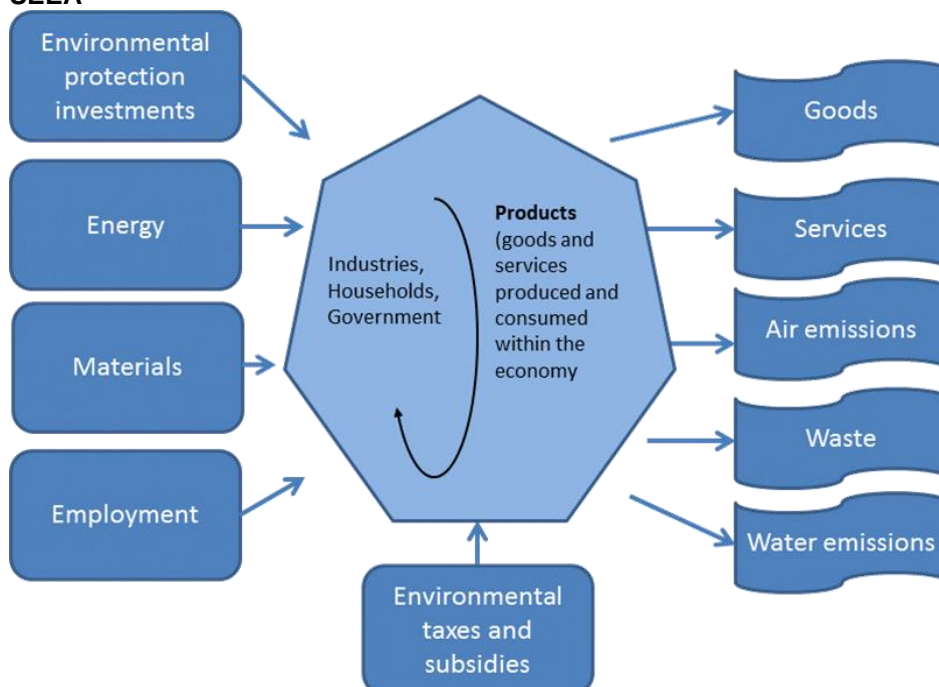 Environmental
protection
investments
Energy
Materials
Employment
Industries,
Households,
Government
Products
(goods and
services
produced and
consumed
within the
economy
Environmental
taxes and
subsidies
Goods
Services
Air emissions
Waste
Water emissions